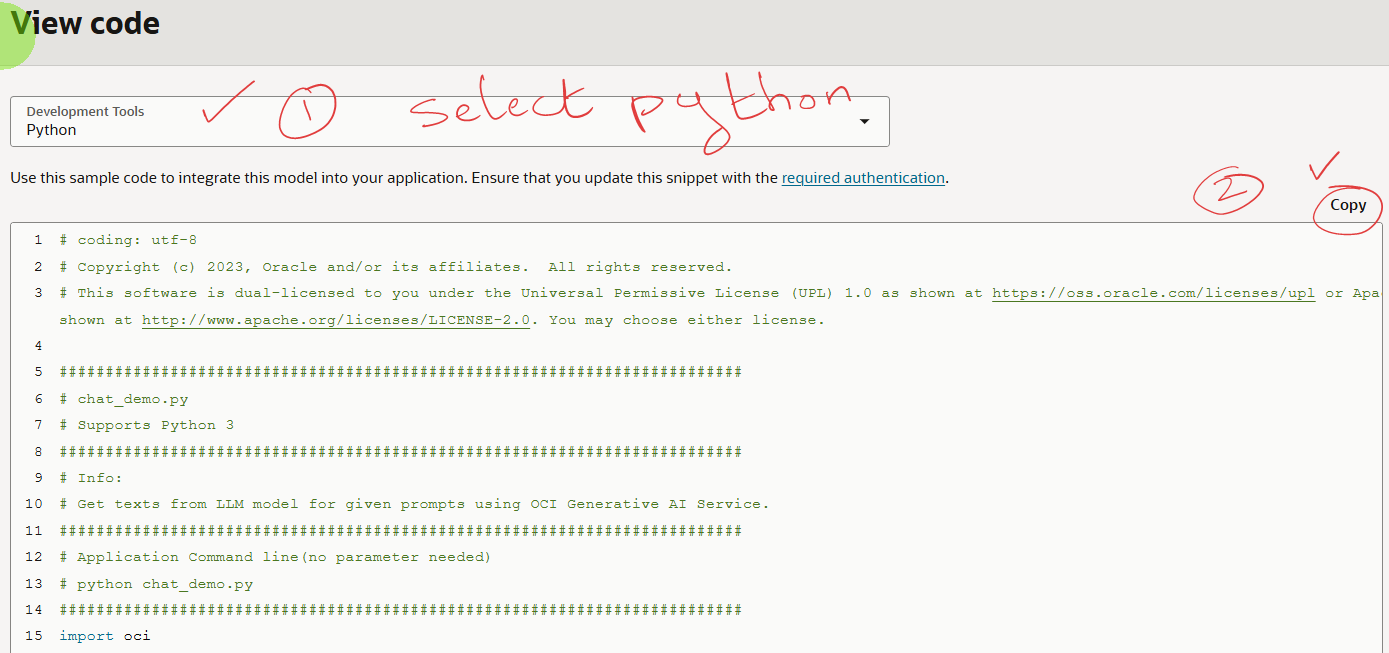 View code
Development Tools
Python
✓ ① select python
Use this sample code to integrate this model into your application. Ensure that you update this snippet with the required authentication.
② ✓
Copy
1 # coding: utf-8
2 # Copyright (c) 2023, Oracle and/or its affiliates.  All rights reserved.
3 # This software is dual-licensed to you under the Universal Permissive License (UPL) 1.0 as shown at https://oss.oracle.com/licenses/upl or Apa
shown at http://www.apache.org/licenses/LICENSE-2.0. You may choose either license.
4
5 ##########################################################################
6 # chat_demo.py
7 # Supports Python 3
8 ##########################################################################
9 # Info:
10 # Get texts from LLM model for given prompts using OCI Generative AI Service.
11 ##########################################################################
12 # Application Command line(no parameter needed)
13 # python chat_demo.py
14 ##########################################################################
15 import oci